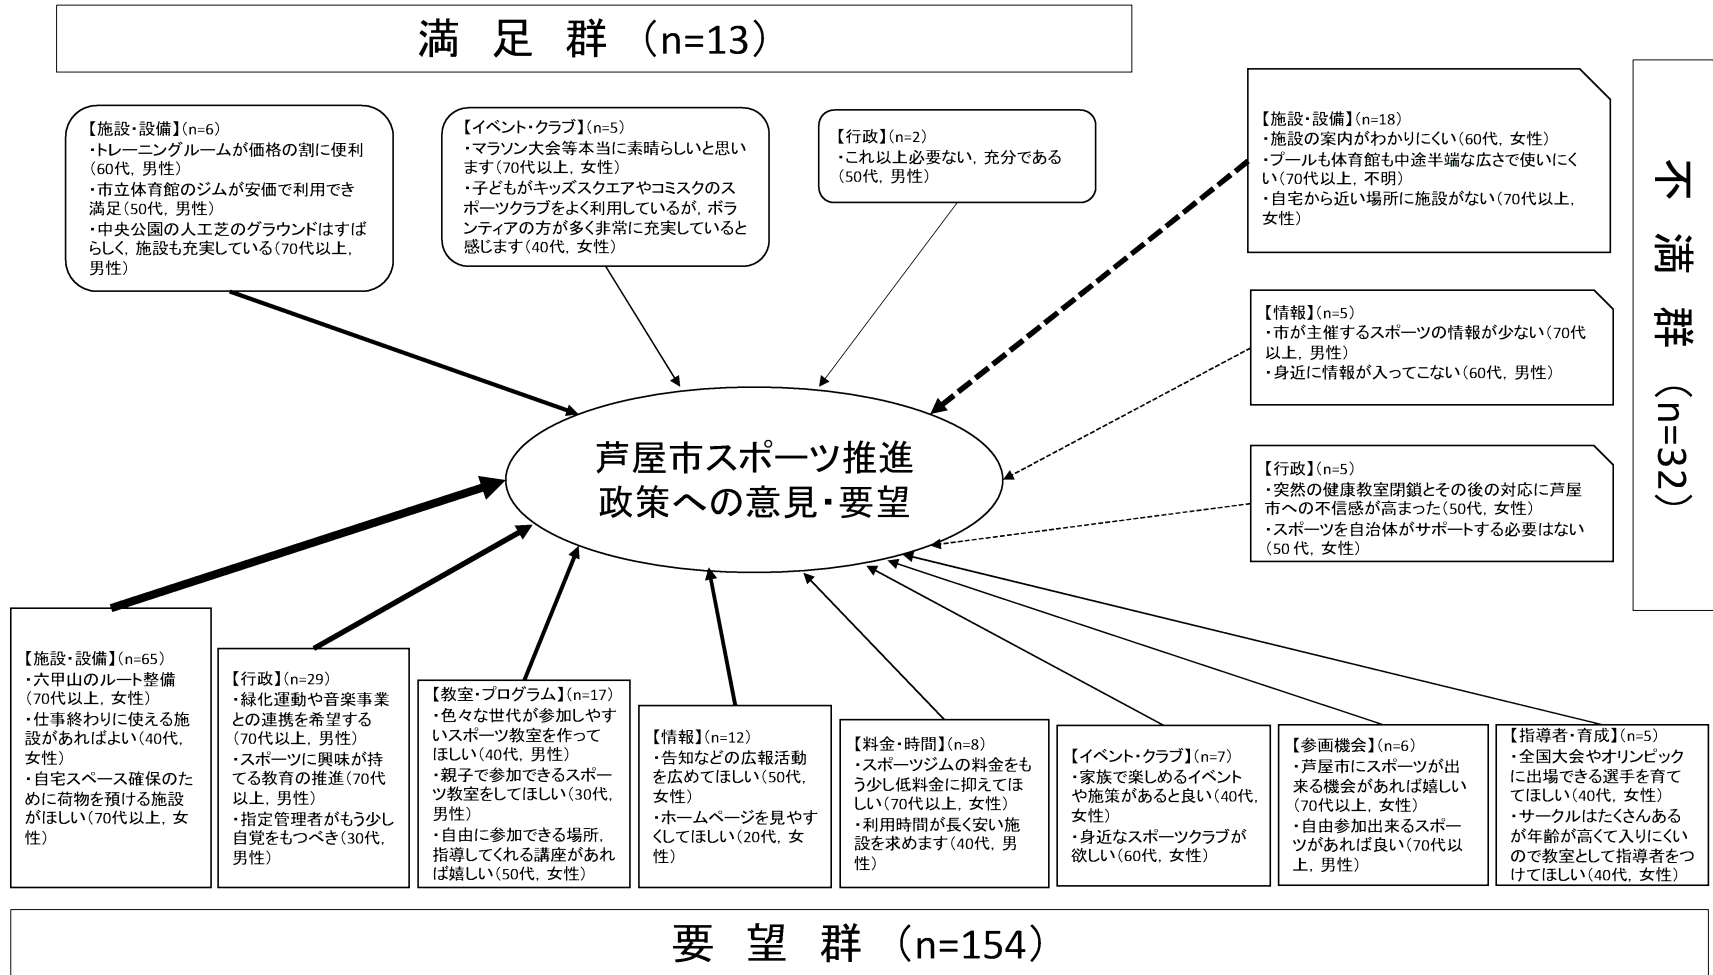 満 足 群 （n=13）
【施設・設備】（n=6）
・トレーニングルームが価格の割に便利
（60代，男性）
・市立体育館のジムが安価で利用でき
満足（50代，男性）
・中央公園の人工芝のグラウンドはすば
らしく，施設も充実している（70代以上，
男性）
【イベント・クラブ】（n=5）
・マラソン大会等本当に素晴らしいと思い
ます（70代以上，女性）
・子どもがキッズスクエアやコミスクのス
ポーツクラブをよく利用しているが，ボラ
ンティアの方が多く非常に充実していると
感じます（40代，女性）
【行政】（n=2）
・これ以上必要ない，充分である
（50代，男性）
不 満 群 （n=32）
【施設・設備】（n=18）
・施設の案内がわかりにくい（60代，女性）
・プールも体育館も中途半端な広さで使いにく
い（70代以上，不明）
・自宅から近い場所に施設がない（70代以上，
女性）
【情報】（n=5）
・市が主催するスポーツの情報が少ない（70代
以上，男性）
・身近に情報が入ってこない（60代，男性）
【行政】（n=5）
・突然の健康教室閉鎖とその後の対応に芦屋
市への不信感が高まった（50代，女性）
・スポーツを自治体がサポートする必要はない
（50代，女性）
芦屋市スポーツ推進
政策への意見・要望
【施設・設備】（n=65）
・六甲山のルート整備
（70代以上，女性）
・仕事終わりに使える施
設があればよい（40代，
女性）
・自宅スペース確保のた
めに荷物を預ける施設
がほしい（70代以上，女
性）
【行政】（n=29）
・緑化運動や音楽事業
との連携を希望する
（70代以上，男性）
・スポーツに興味が持
てる教育の推進（70代
以上，男性）
・指定管理者がもう少し
自覚をもつべき（30代，
男性）
【教室・プログラム】（n=17）
・色々な世代が参加しやす
いスポーツ教室を作って
ほしい（40代，男性）
・親子で参加できるスポー
ツ教室をしてほしい（30代，
男性）
・自由に参加できる場所，
指導してくれる講座があれ
ば嬉しい（50代，女性）
【情報】（n=12）
・告知などの広報活動
を広めてほしい（50代，
女性）
・ホームページを見やす
くしてほしい（20代，女
性）
【料金・時間】（n=8）
・スポーツジムの料金をも
う少し低料金に抑えてほ
しい（70代以上，女性）
・利用時間が長く安い施
設を求めます（40代，男
性）
【イベント・クラブ】（n=7）
・家族で楽しめるイベント
や施策があると良い（40代，
女性）
・身近なスポーツクラブが
欲しい（60代，女性）
【参画機会】（n=6）
・芦屋市にスポーツが出
来る機会があれば嬉しい
（70代以上，女性）
・自由参加出来るスポー
ツがあれば良い（70代以
上，男性）
【指導者・育成】（n=5）
・全国大会やオリンピック
に出場できる選手を育て
てほしい（40代，女性）
・サークルはたくさんある
が年齢が高くて入りにくい
ので教室として指導者をつ
けてほしい（40代，女性）
要 望 群 （n=154）